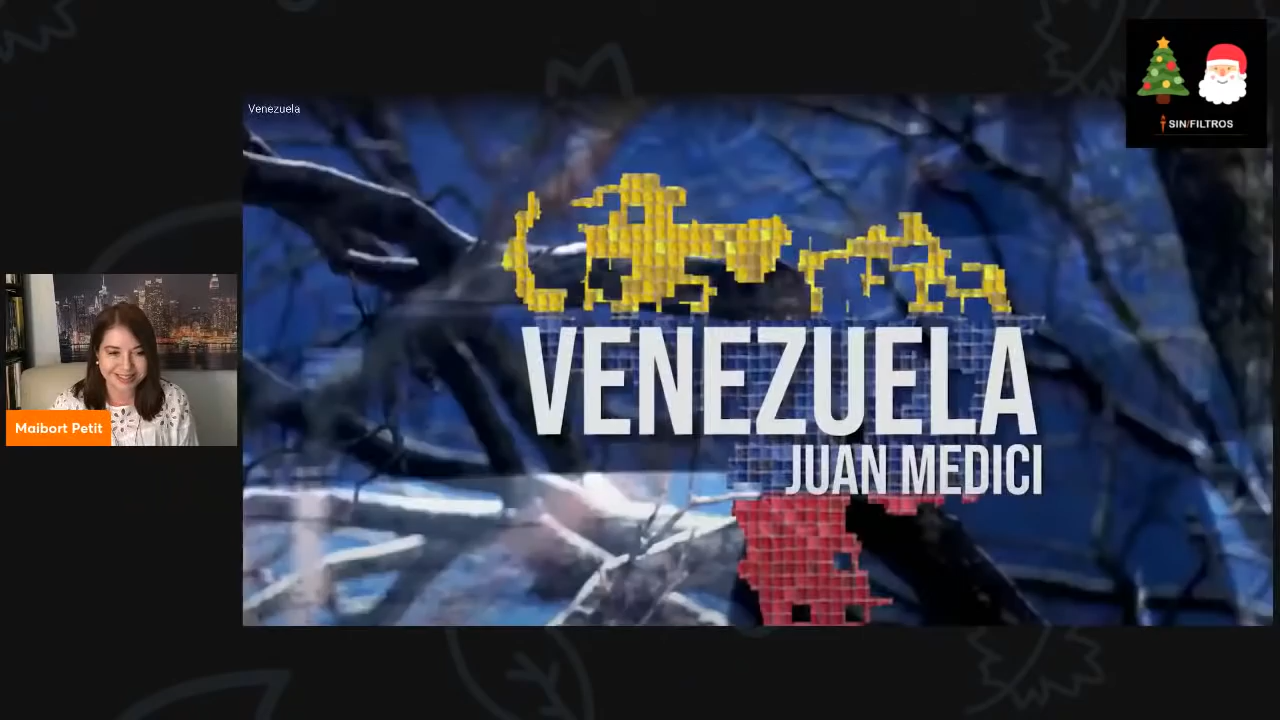 Venezuela
SIN/FILTROS
VENEZUELA
JUAN MEDICI
Maibort Petit